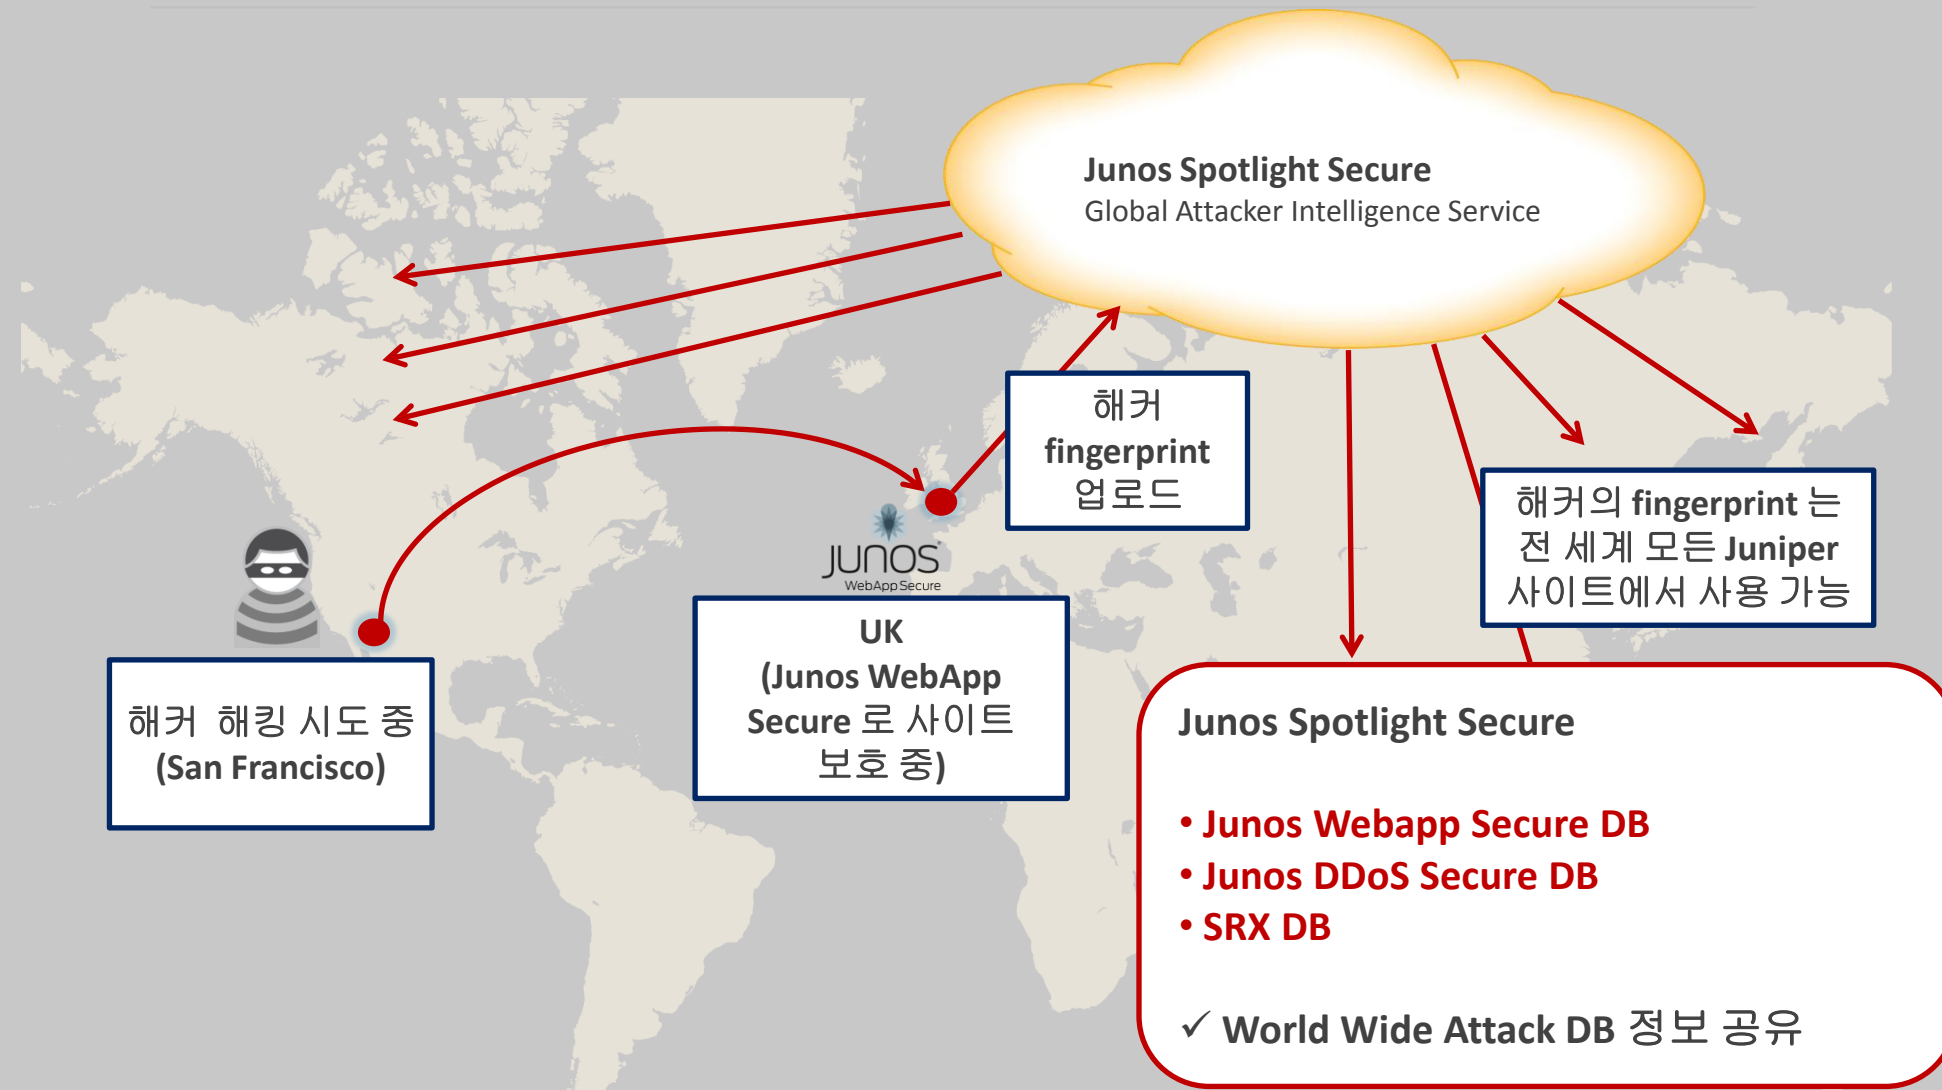 Junos Spotlight Secure
Global Attacker Intelligence Service
해커
fingerprint
업로드
해커의 fingerprint 는
전 세계 모든 Juniper
사이트에서 사용 가능
JUNOS
WebApp Secure
UK
(Junos WebApp
Secure 로 사이트
보호 중)
해커 해킹 시도 중
(San Francisco)
Junos Spotlight Secure
• Junos Webapp Secure DB
• Junos DDoS Secure DB
• SRX DB
✓ World Wide Attack DB 정보 공유